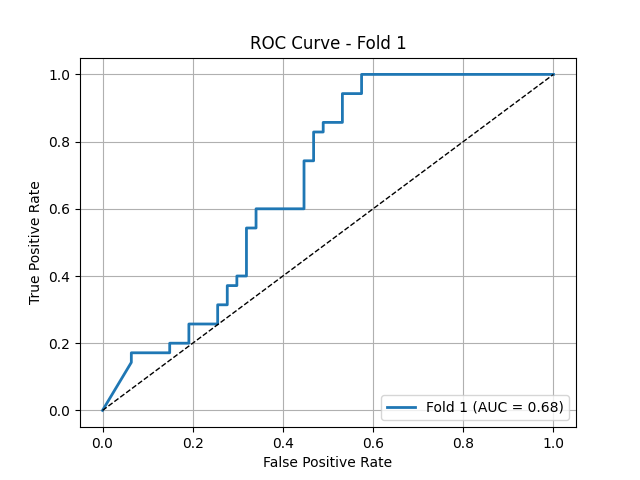 ROC Curve - Fold 1
True Positive Rate
1.0
0.8
0.6
0.4
0.2
0.0
Fold 1 (AUC = 0.68)
0.0 0.2 0.4 0.6 0.8 1.0
False Positive Rate